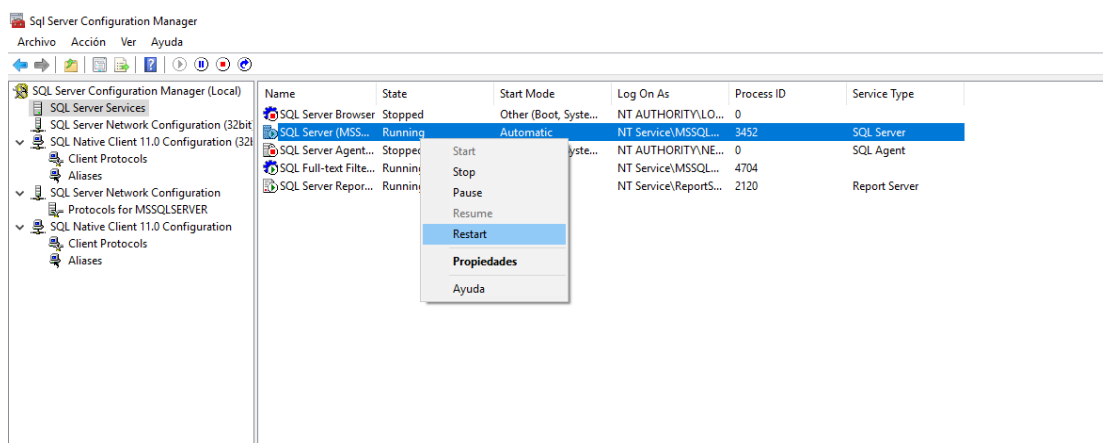 Sql Server Configuration Manager
Archivo Acción Ver Ayuda
SQL Server Configuration Manager (Local)
SQL Server Services
SQL Server Network Configuration (32bit
SQL Native Client 11.0 Configuration (32b
Client Protocols
Aliases
SQL Server Network Configuration
Protocols for MSSQLSERVER
SQL Native Client 11.0 Configuration
Client Protocols
Aliases
Name State Start Mode Log On As Process ID Service Type
SQL Server Browser Stopped Other (Boot, Syste... NT AUTHORITY\LO... 0
SQL Server (MSS... Running Automatic NT Service\MSSQL... 3452 SQL Server
SQL Server Agent... Stopped yste... NT AUTHORITY\NE... 0 SQL Agent
SQL Full-text Filte... Running NT Service\MSSQL... 4704
SQL Server Repor... Running NT Service\ReportS... 2120 Report Server
Start
Stop
Pause
Resume
Restart
Propiedades
Ayuda